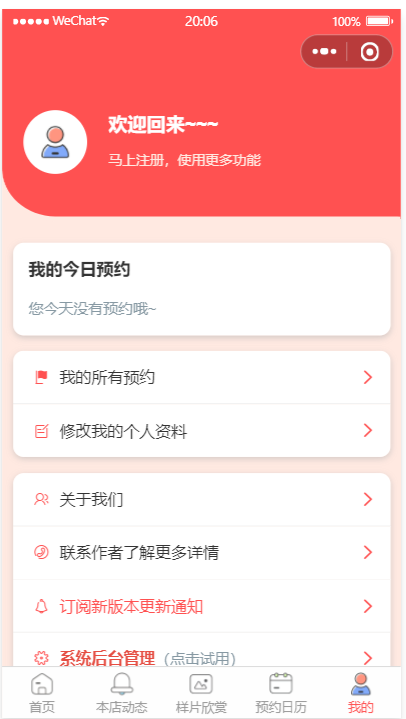 WeChat 20:06 100%
欢迎回来~~~
马上注册，使用更多功能
我的今日预约
您今天没有预约哦~
我的所有预约
修改我的个人资料
关于我们
联系作者了解更多详情
订阅新版本更新通知
系统后台管理（点击试用）
首页 本店动态 样片欣赏 预约日历 我的